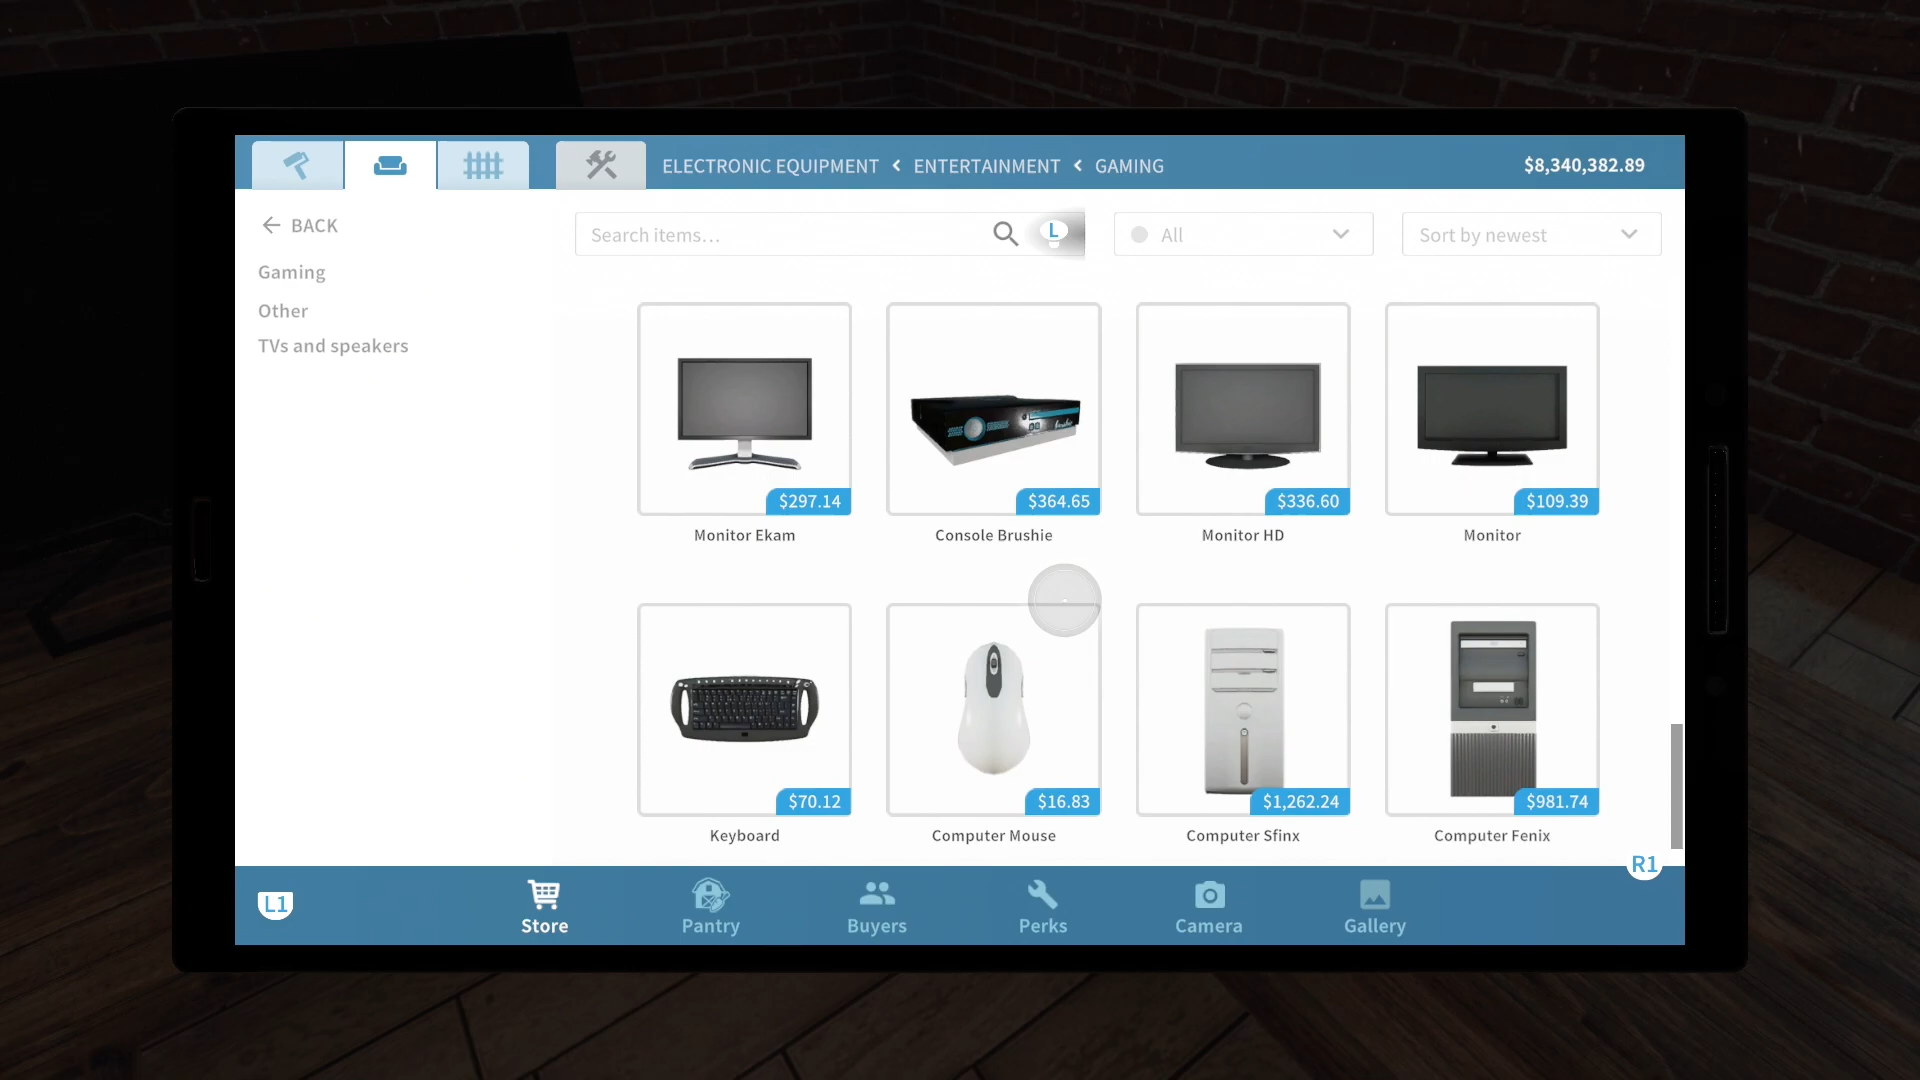 ELECTRONIC EQUIPMENT < ENTERTAINMENT < GAMING
$8,340,382.89
BACK
Search items...
L
All
Sort by newest
Gaming
Other
TVs and speakers
$297.14
$364.65
$336.60
$109.39
Monitor Ekam
Console Brushie
Monitor HD
Monitor
$70.12
$16.83
$1,262.24
$981.74
Keyboard
Computer Mouse
Computer Sfinx
Computer Fenix
R1
L1
Store
Pantry
Buyers
Perks
Camera
Gallery